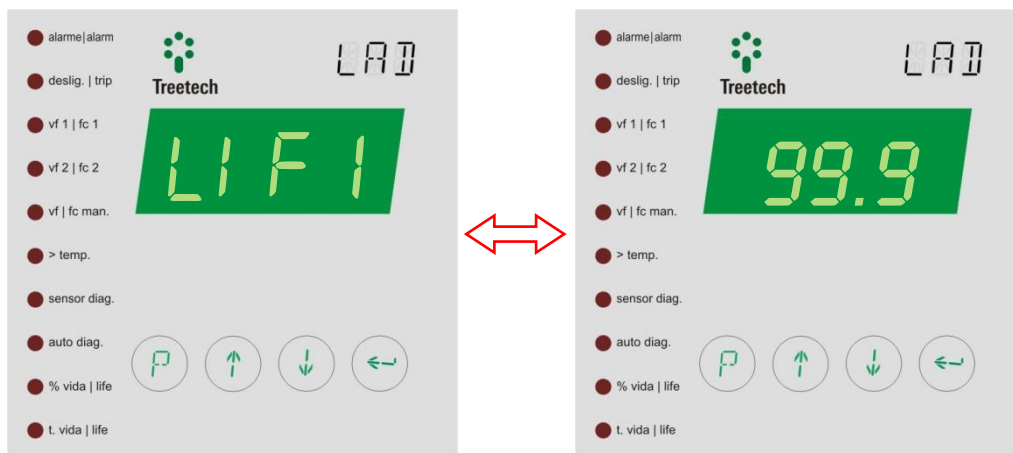 alarme|alarm
deslig. | trip
vf 1 | fc 1
vf 2 | fc 2
vf | fc man.
> temp.
sensor diag.
auto diag.
% vida | life
t. vida | life
Treetech
LAD
LIF1
P
alarme|alarm
deslig. | trip
vf 1 | fc 1
vf 2 | fc 2
vf | fc man.
> temp.
sensor diag.
auto diag.
% vida | life
t. vida | life
Treetech
LAD
99.9
P